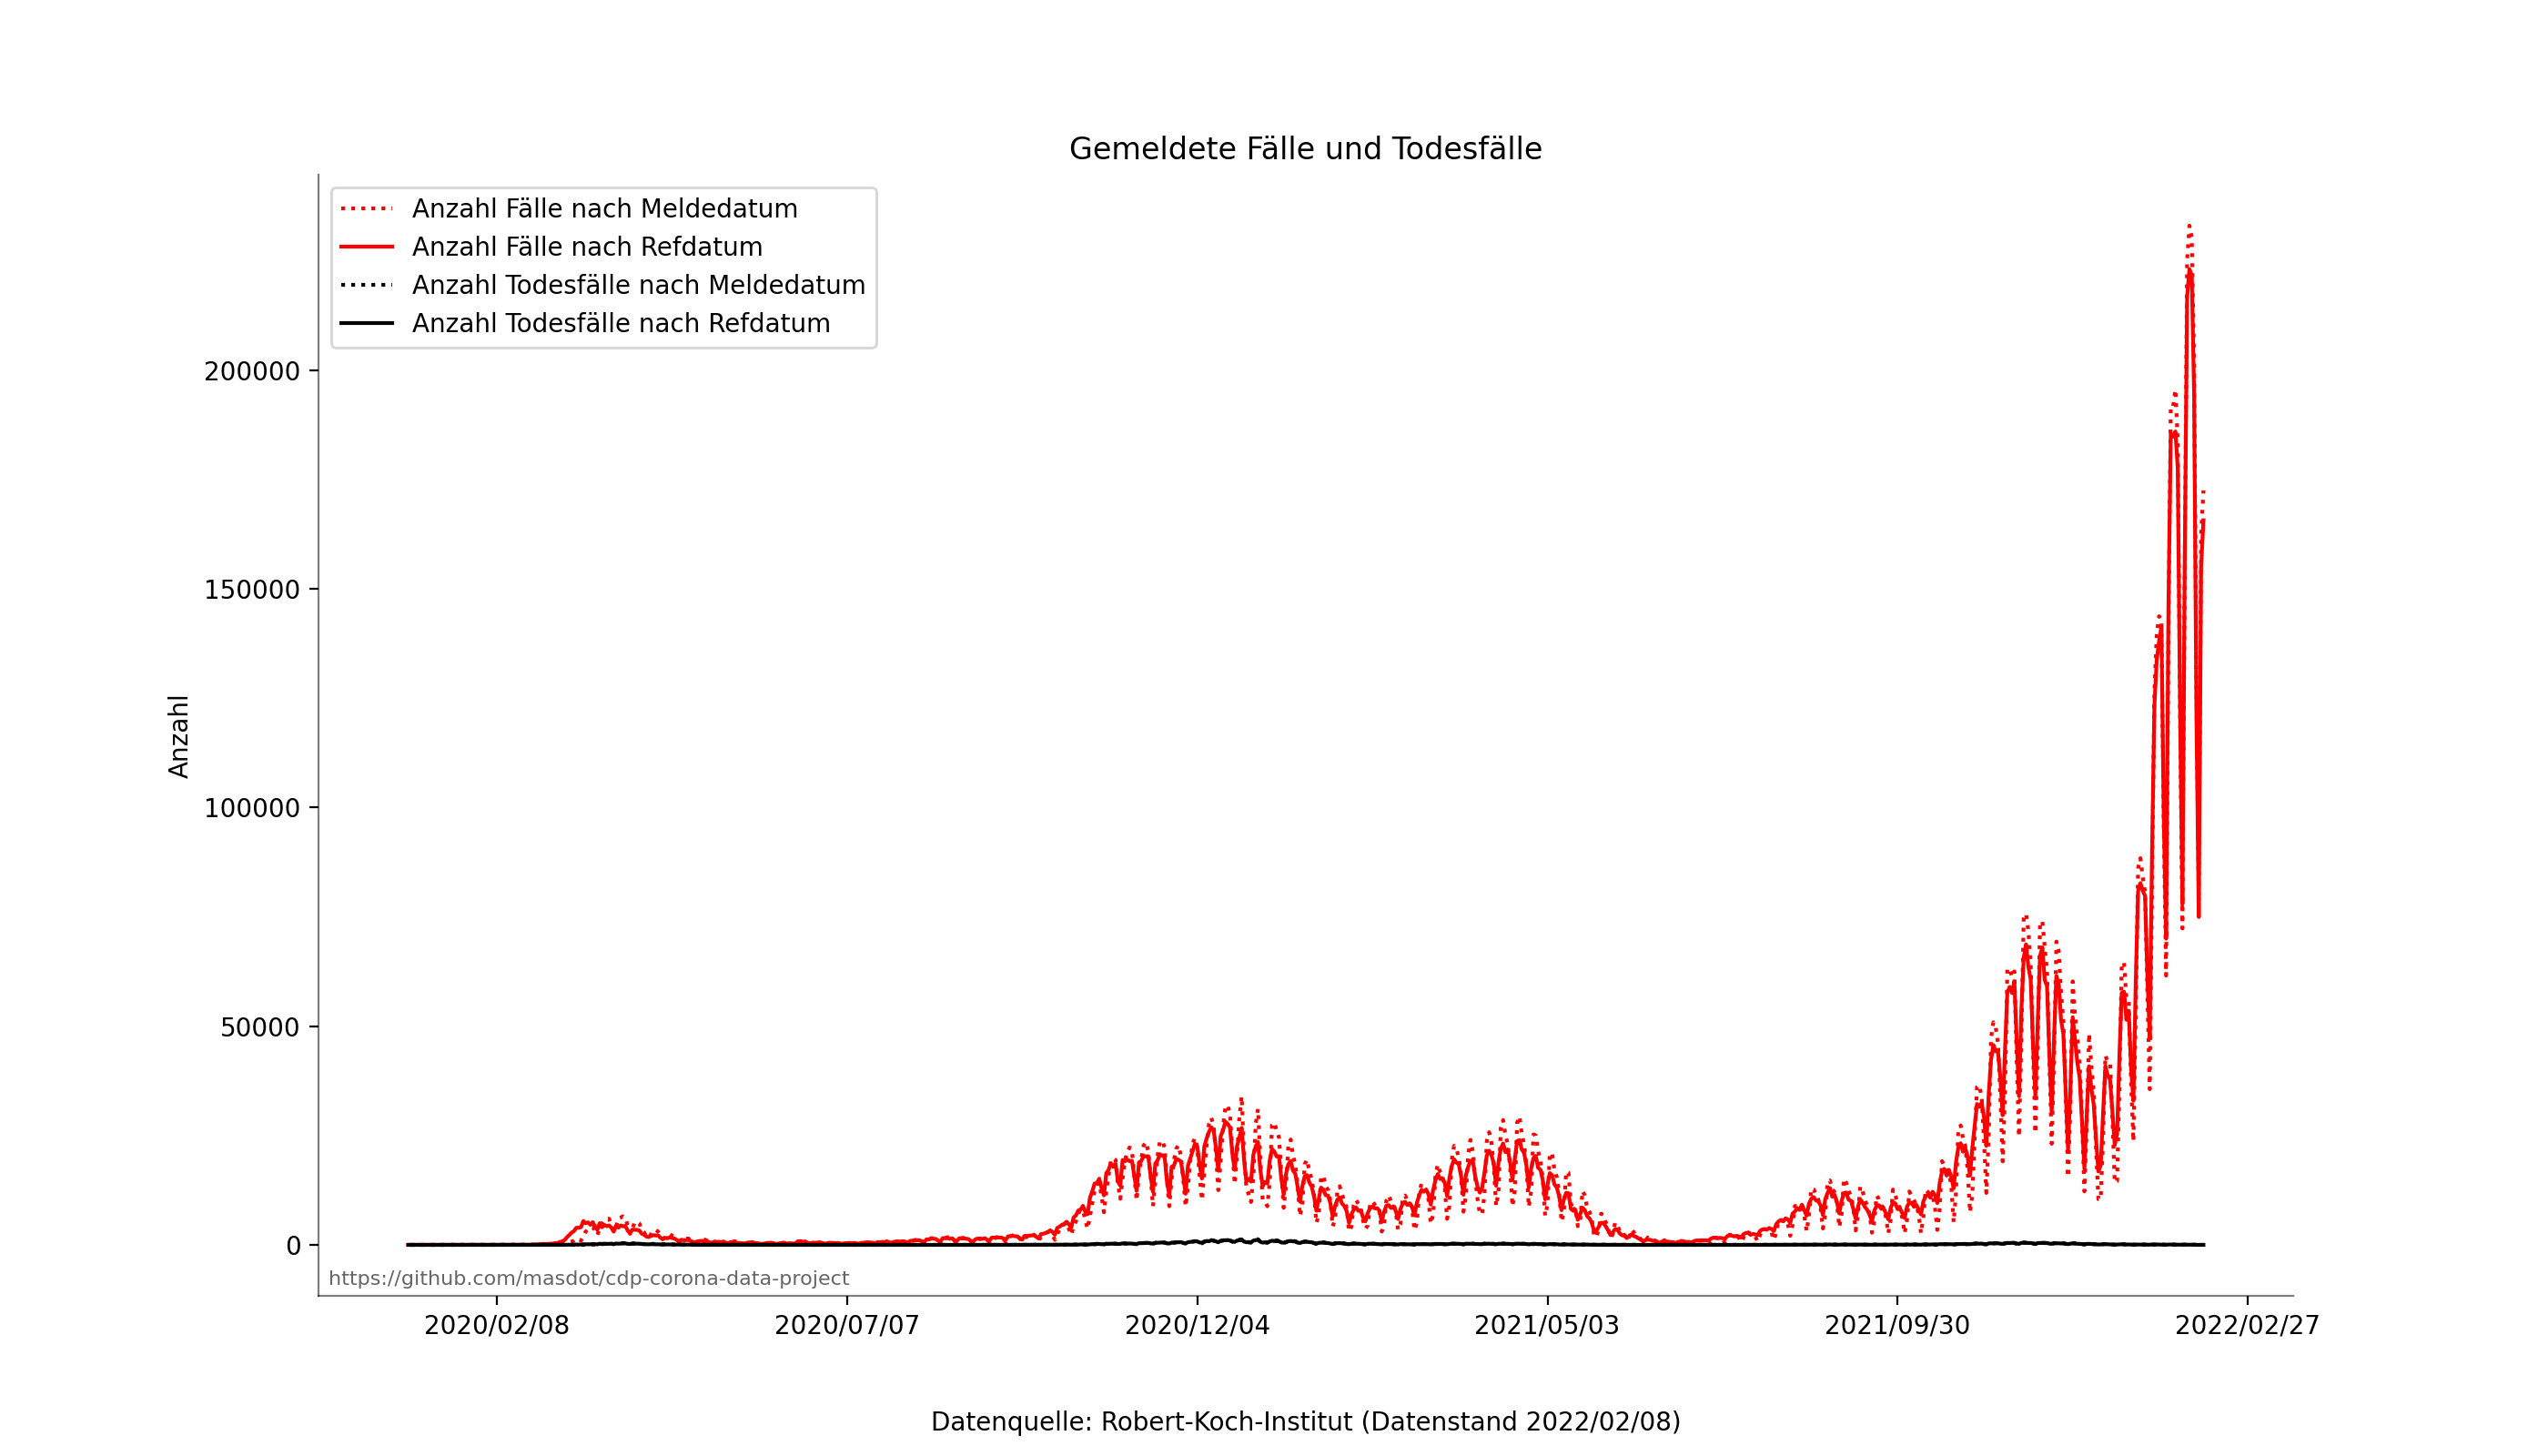 Gemeldete Fälle und Todesfälle
Anzahl Fälle nach Meldedatum
Anzahl Fälle nach Refdatum
Anzahl Todesfälle nach Meldedatum
Anzahl Todesfälle nach Refdatum
200000
150000
100000
50000
0
Anzahl
https://github.com/masdot/cdp-corona-data-project
2020/02/08 2020/07/07 2020/12/04 2021/05/03 2021/09/30 2022/02/27
Datenquelle: Robert-Koch-Institut (Datenstand 2022/02/08)